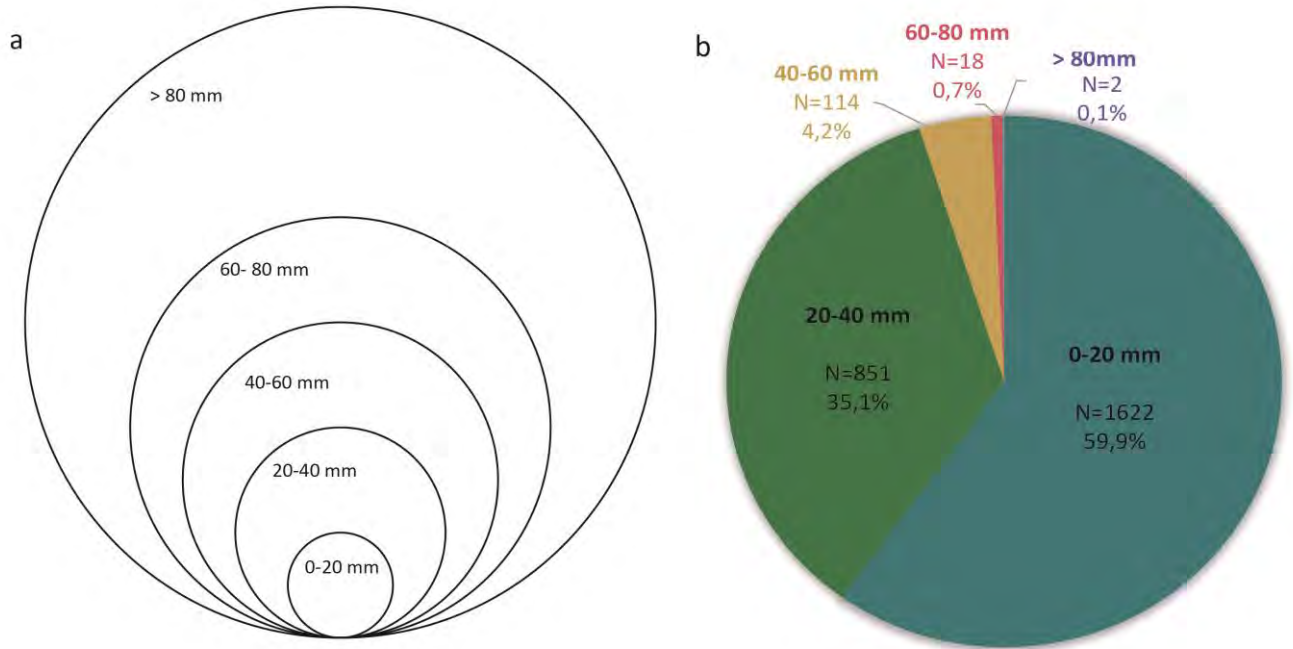 a
> 80 mm
60- 80 mm
40-60 mm
20-40 mm
0-20 mm
b
60-80 mm
N=18
0,7%
> 80mm
N=2
0,1%
40-60 mm
N=114
4,2%
20-40 mm
N=851
35,1%
0-20 mm
N=1622
59,9%